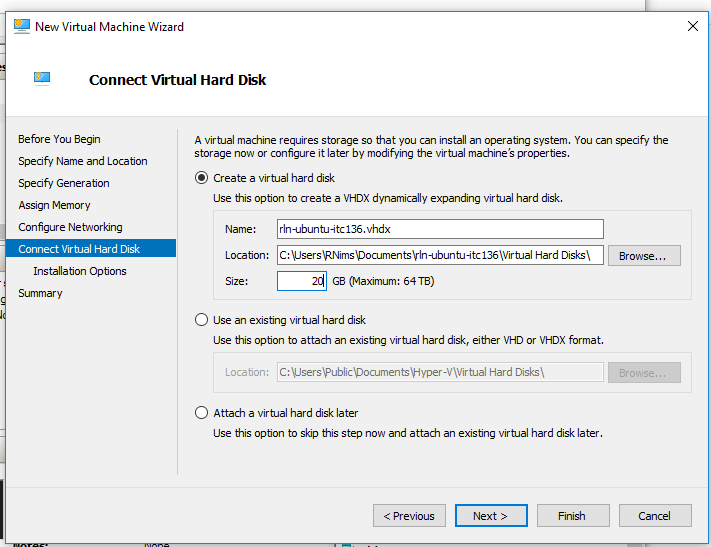 New Virtual Machine Wizard
Connect Virtual Hard Disk
Before You Begin
Specify Name and Location
Specify Generation
Assign Memory
Configure Networking
Connect Virtual Hard Disk
Installation Options
Summary
A virtual machine requires storage so that you can install an operating system. You can specify the
storage now or configure it later by modifying the virtual machine's properties.
Create a virtual hard disk
Use this option to create a VHDX dynamically expanding virtual hard disk.
Name: rln-ubuntu-itc136.vhdx
Location: C:\Users\RNims\Documents\rln-ubuntu-itc136\Virtual Hard Disks\ Browse...
Size: 20 GB (Maximum: 64 TB)
Use an existing virtual hard disk
Use this option to attach an existing virtual hard disk, either VHD or VHDX format.
Location: C:\Users\Public\Documents\Hyper-V\Virtual Hard Disks\ Browse...
Attach a virtual hard disk later
Use this option to skip this step now and attach an existing virtual hard disk later.
< Previous Next > Finish Cancel